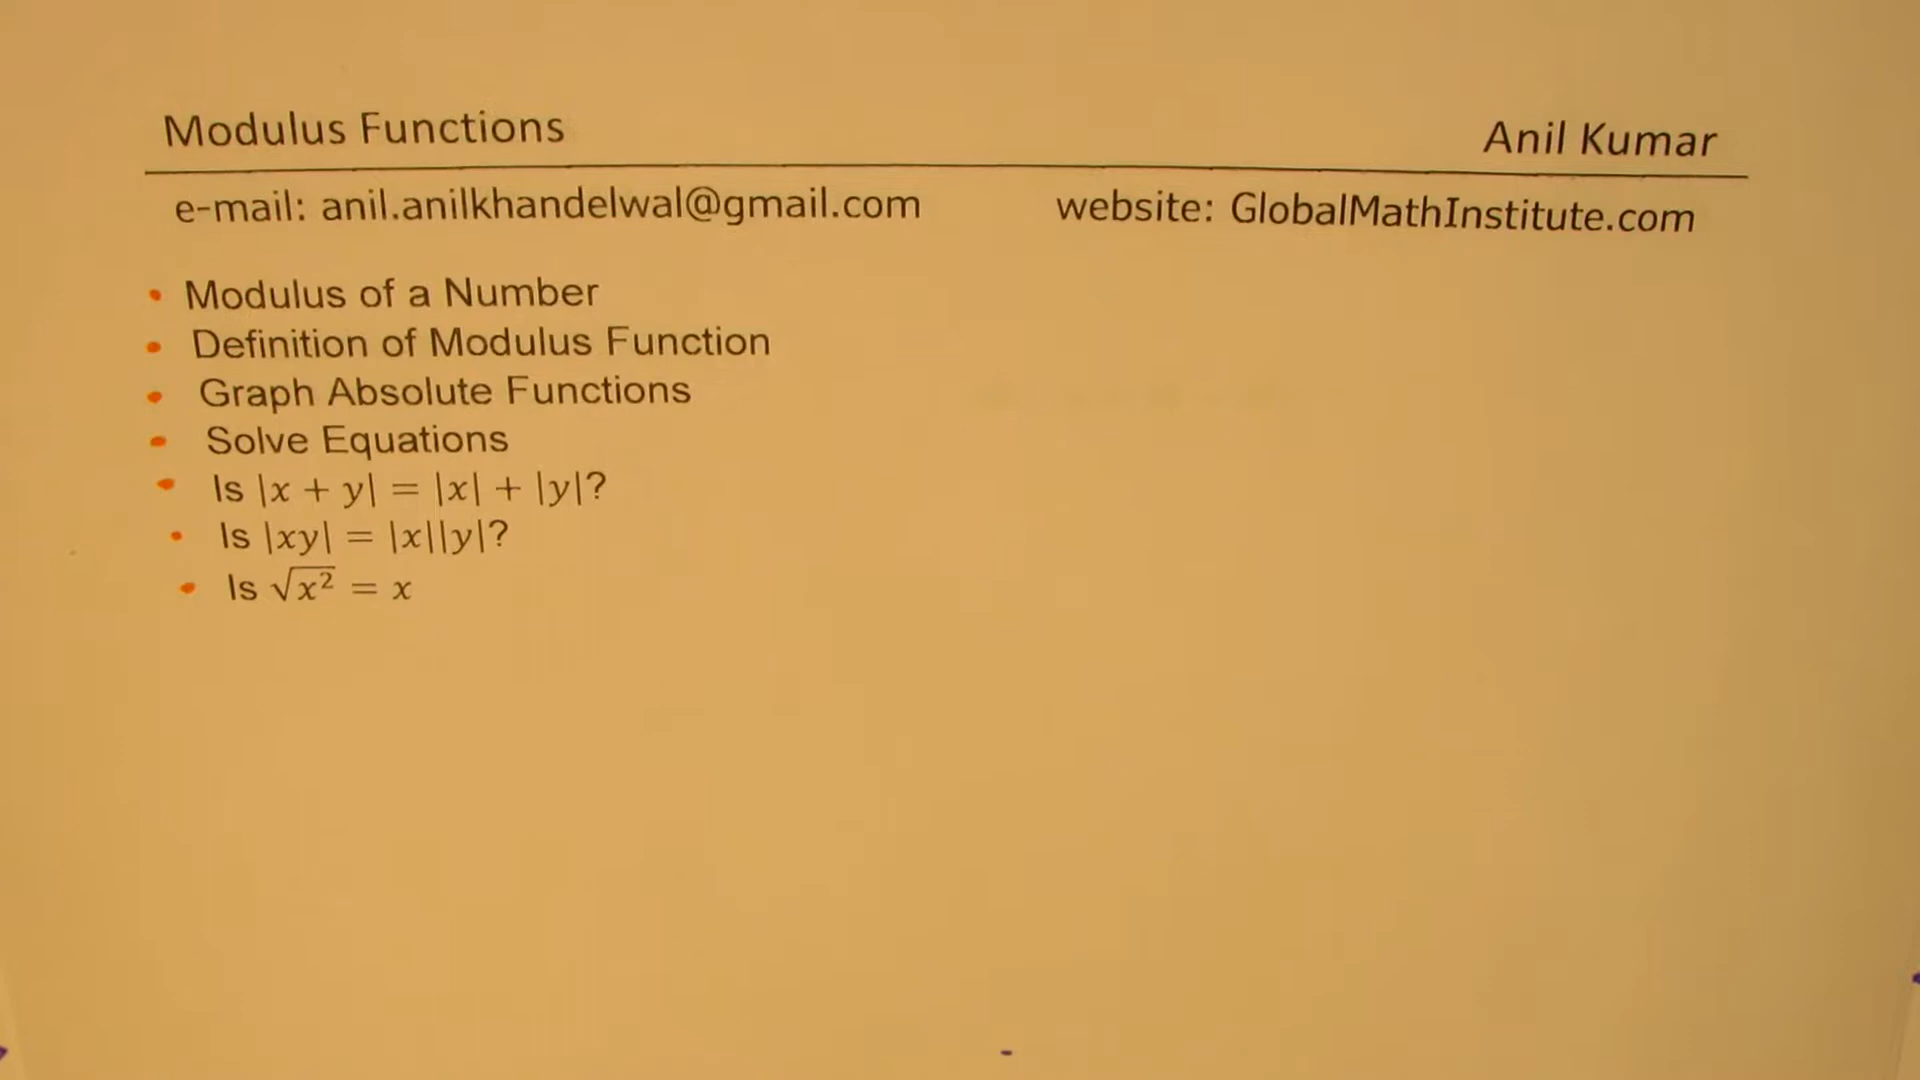 Modulus Functions Anil Kumar
e-mail: anil.anilkhandelwal@gmail.com website: GlobalMathInstitute.com
• Modulus of a Number
• Definition of Modulus Function
• Graph Absolute Functions
• Solve Equations
• Is |x + y| = |x| + |y|?
• Is |xy| = |x||y|?
• Is √x² = x